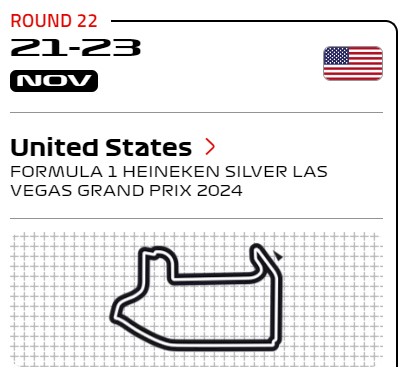 ROUND 22
21-23
NOV
United States
FORMULA 1 HEINEKEN SILVER LAS
VEGAS GRAND PRIX 2024